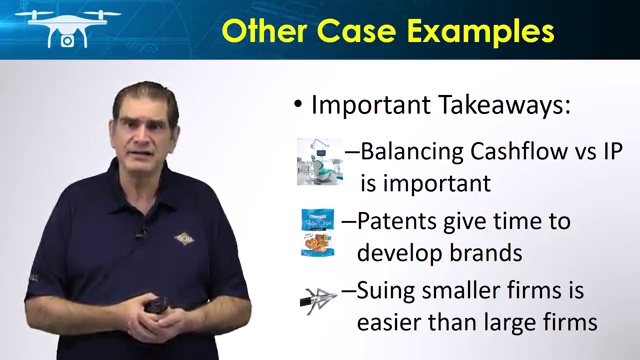 Other Case Examples
• Important Takeaways:
–Balancing Cashflow vs IP
is important
–Patents give time to
develop brands
–Suing smaller firms is
easier than large firms